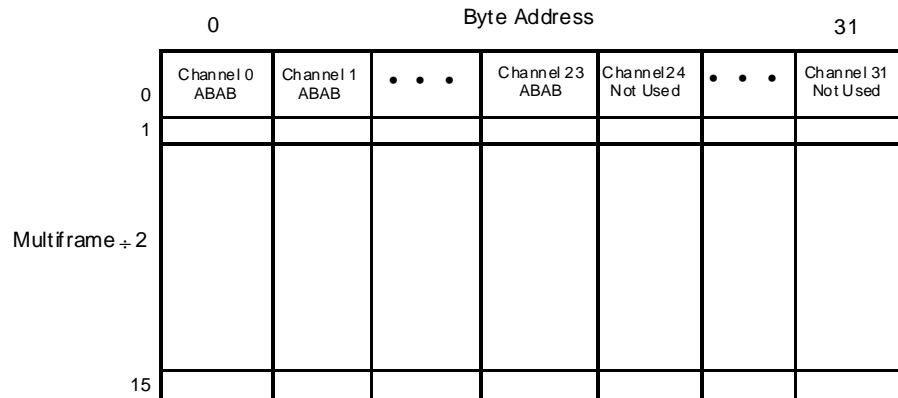 Byte Address
0 31
Channel 0 Channel 1 • • • Channel 23 Channel24 • • • Channel 31
ABAB ABAB ABAB Not Used Not Used
0
1
Multiframe ÷ 2
15